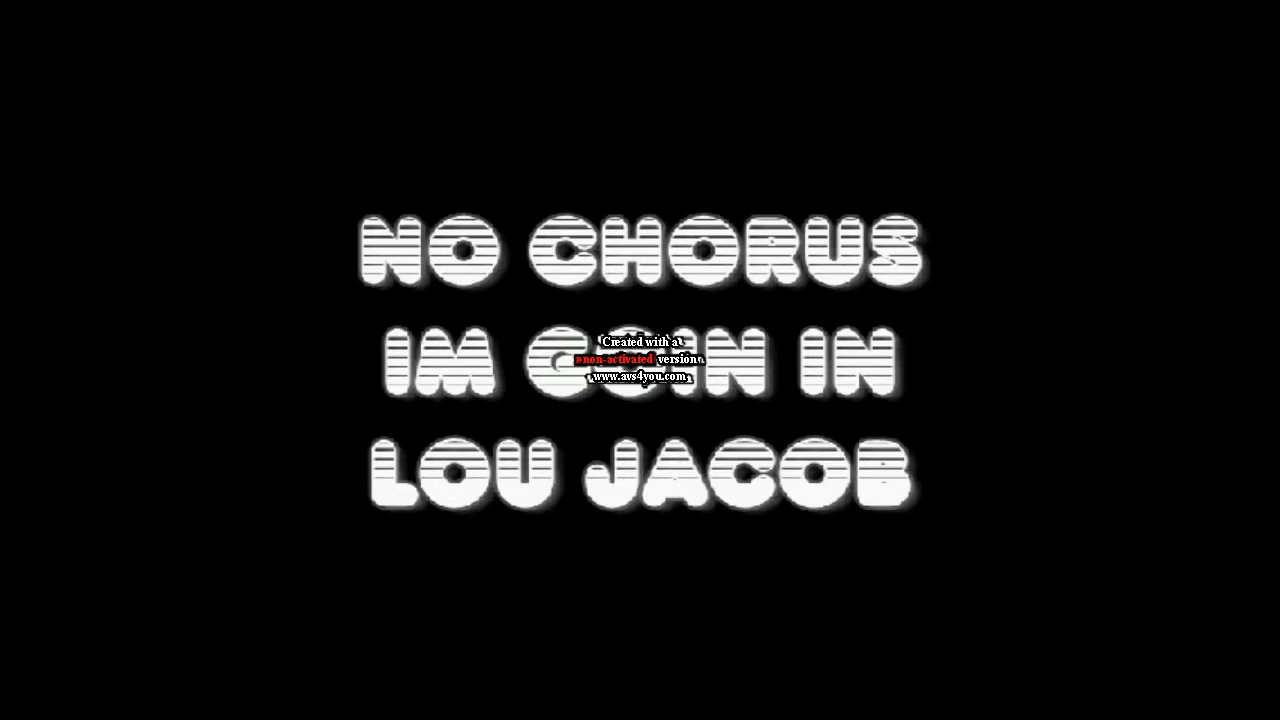 NO CHORUS
IM GOIN IN
LOU JACOB
Created with a
non-activated version
www.avs4you.com